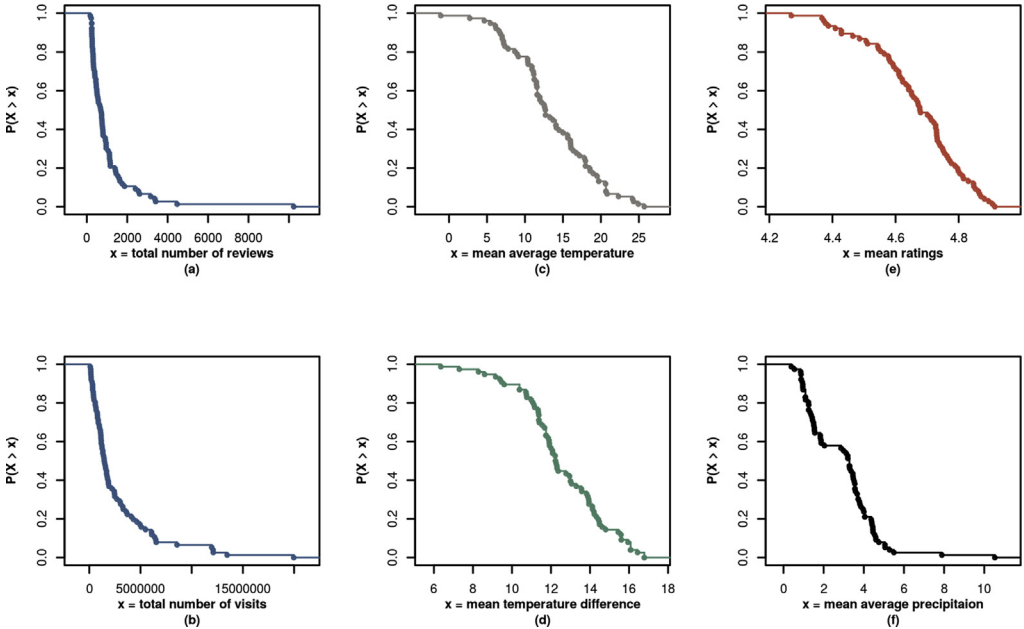 P(X > x)
0.0 0.2 0.4 0.6 0.8 1.0
0 2000 4000 6000 8000
x = total number of reviews
(a)
P(X > x)
0.0 0.2 0.4 0.6 0.8 1.0
0 5 10 15 20 25
x = mean average temperature
(c)
P(X > x)
0.0 0.2 0.4 0.6 0.8 1.0
4.2 4.4 4.6 4.8
x = mean ratings
(e)
P(X > x)
0.0 0.2 0.4 0.6 0.8 1.0
0 5000000 15000000
x = total number of visits
(b)
P(X > x)
0.0 0.2 0.4 0.6 0.8 1.0
6 8 10 12 14 16 18
x = mean temperature difference
(d)
P(X > x)
0.0 0.2 0.4 0.6 0.8 1.0
0 2 4 6 8 10
x = mean average precipitaion
(f)